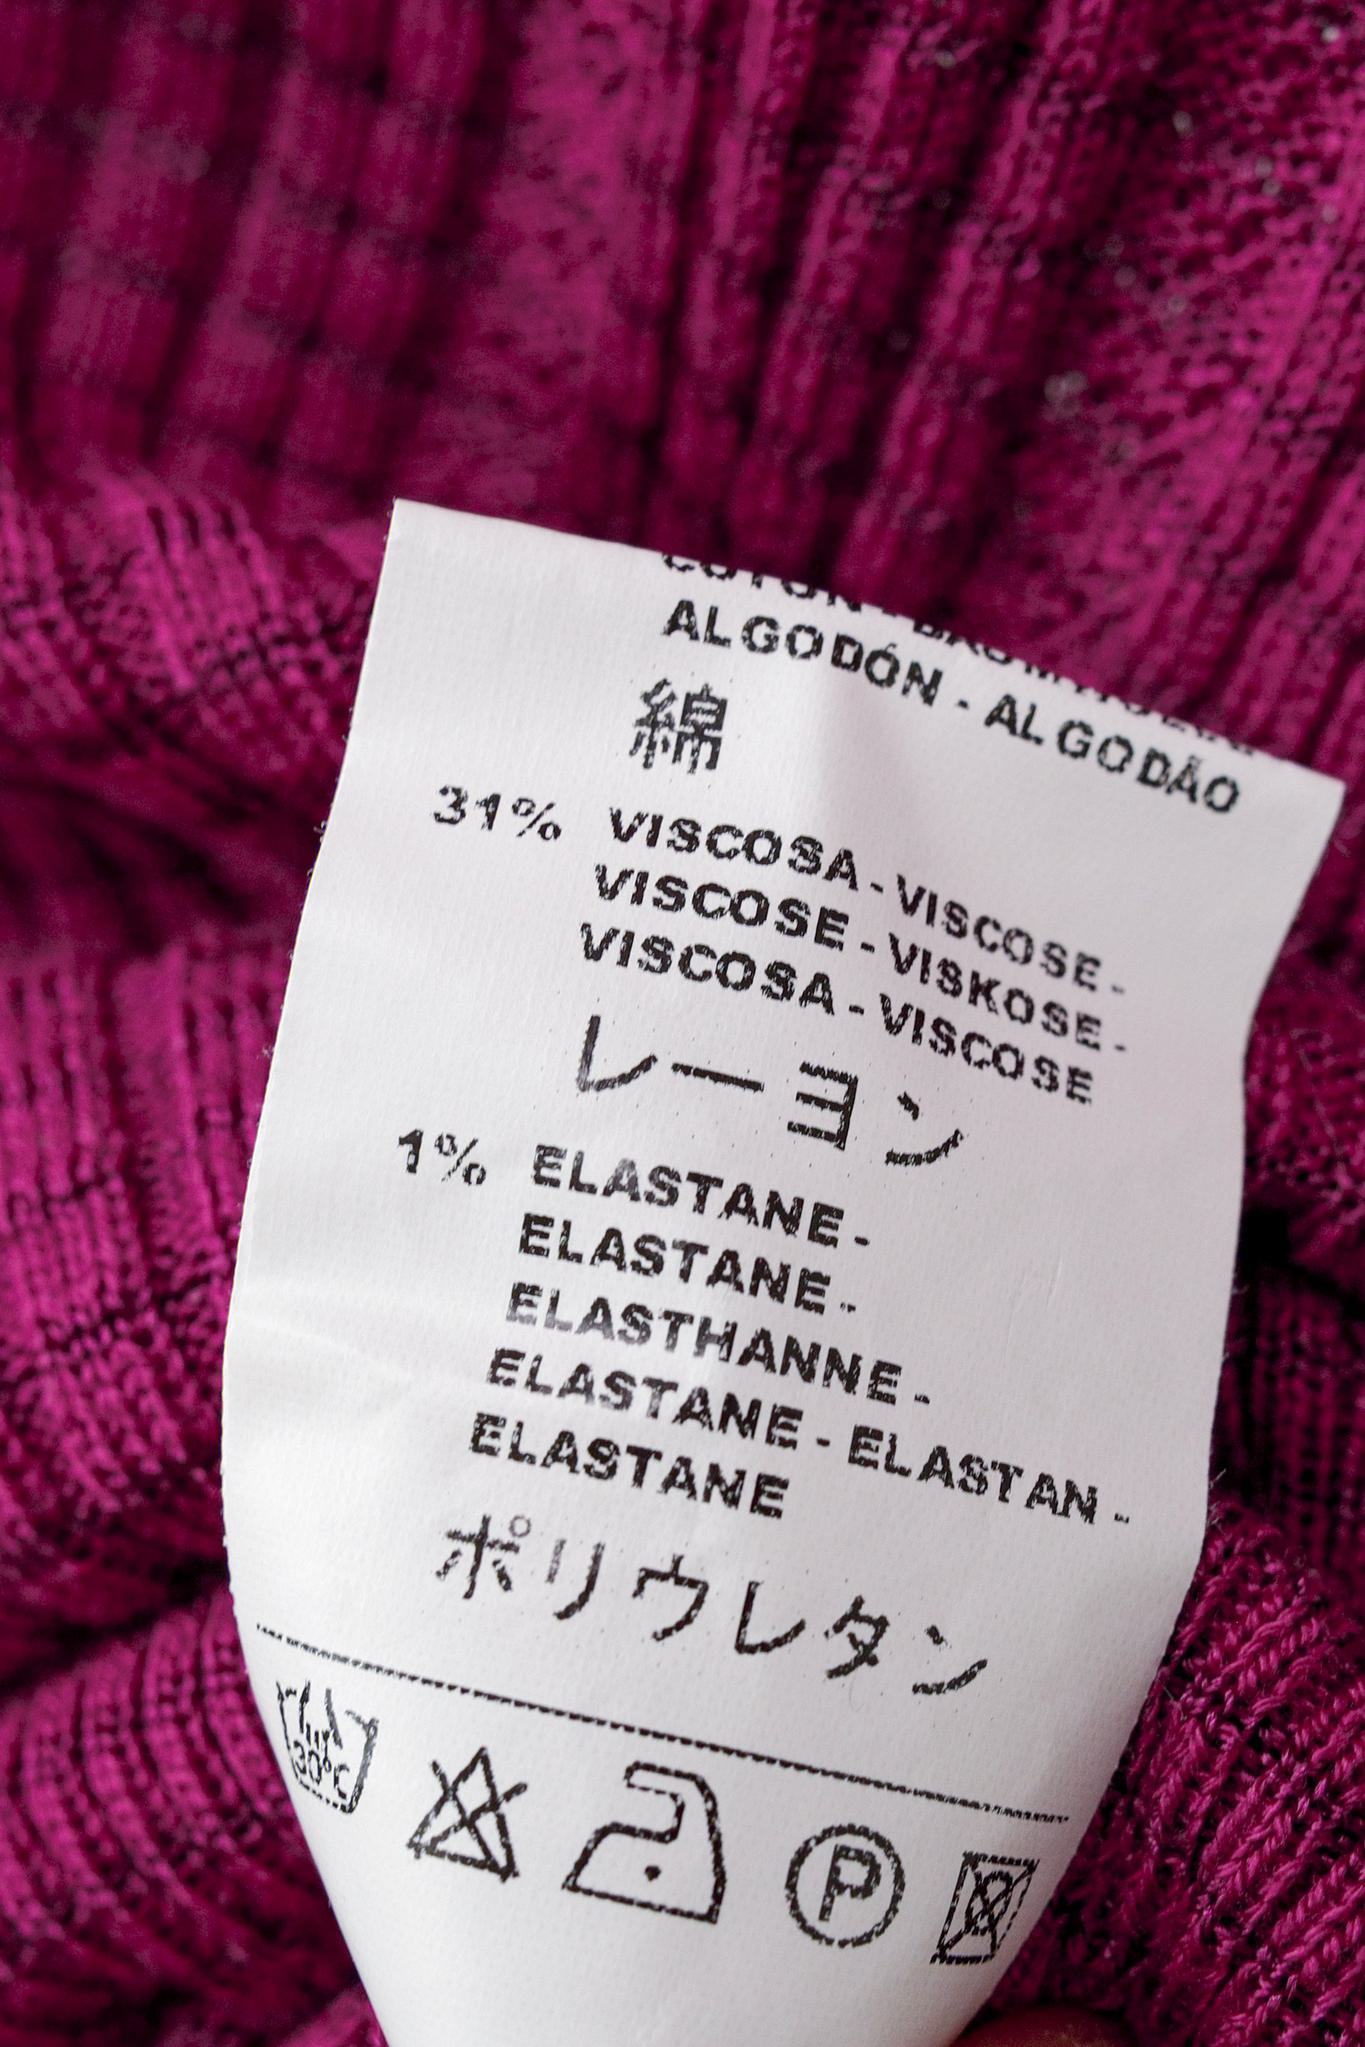 ALGODÓN - ALGODÃO
綿
31% VISCOSA - VISCOSE -
VISCOSE - VISKOSE -
VISCOSA - VISCOSE
レーヨン
1% ELASTANE -
ELASTANE -
ELASTHANNE -
ELASTANE - ELASTAN -
ELASTANE
ポリウレタン
30°C
P